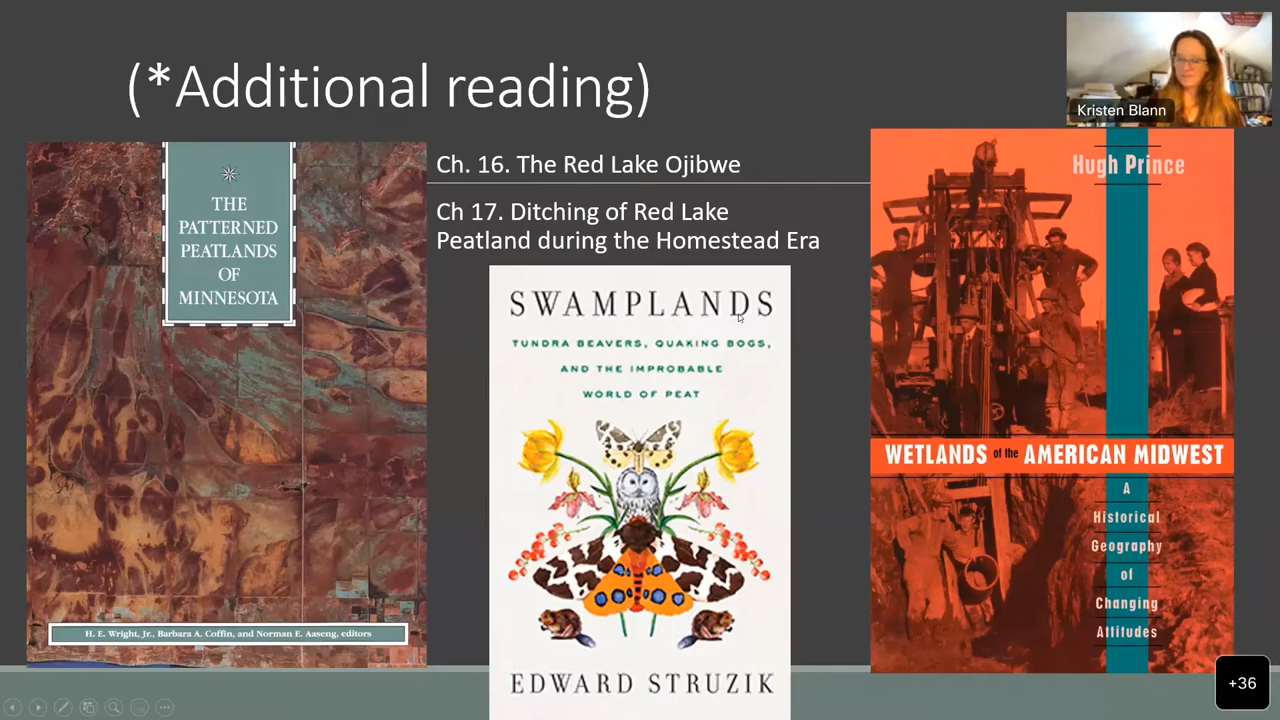 (*Additional reading)
Kristen Blann
THE
PATTERNED
PEATLANDS
OF
MINNESOTA
H. E. Wright, Jr., Barbara A. Coffin, and Norman E. Aaseng, editors
Ch. 16. The Red Lake Ojibwe
Ch 17. Ditching of Red Lake
Peatland during the Homestead Era
SWAMPLANDS
TUNDRA BEAVERS, QUAKING BOGS,
AND THE IMPROBABLE
WORLD OF PEAT
EDWARD STRUZIK
Hugh Prince
WETLANDS of the AMERICAN MIDWEST
A
Historical
Geography
of
Changing
Attitudes
+36